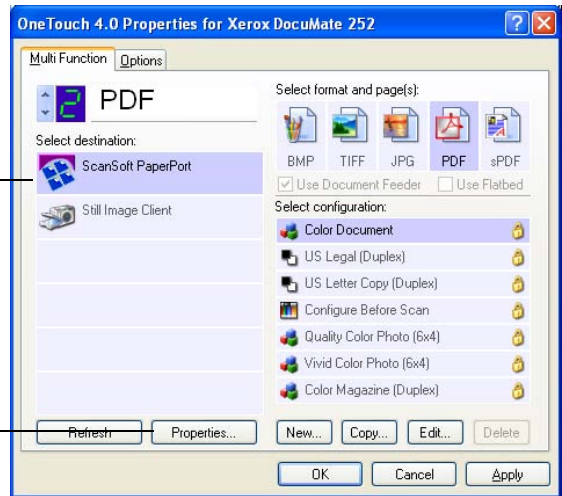 OneTouch 4.0 Properties for Xerox DocuMate 252
Multi Function
Options
2 PDF
Select destination:
ScanSoft PaperPort
Still Image Client
Refresh
Properties...
Select format and page(s):
BMP TIFF JPG PDF sPDF
Use Document Feeder Use Flatbed
Select configuration:
Color Document
US Legal (Duplex)
US Letter Copy (Duplex)
Configure Before Scan
Quality Color Photo (6x4)
Vivid Color Photo (6x4)
Color Magazine (Duplex)
New... Copy... Edit... Delete
OK Cancel Apply